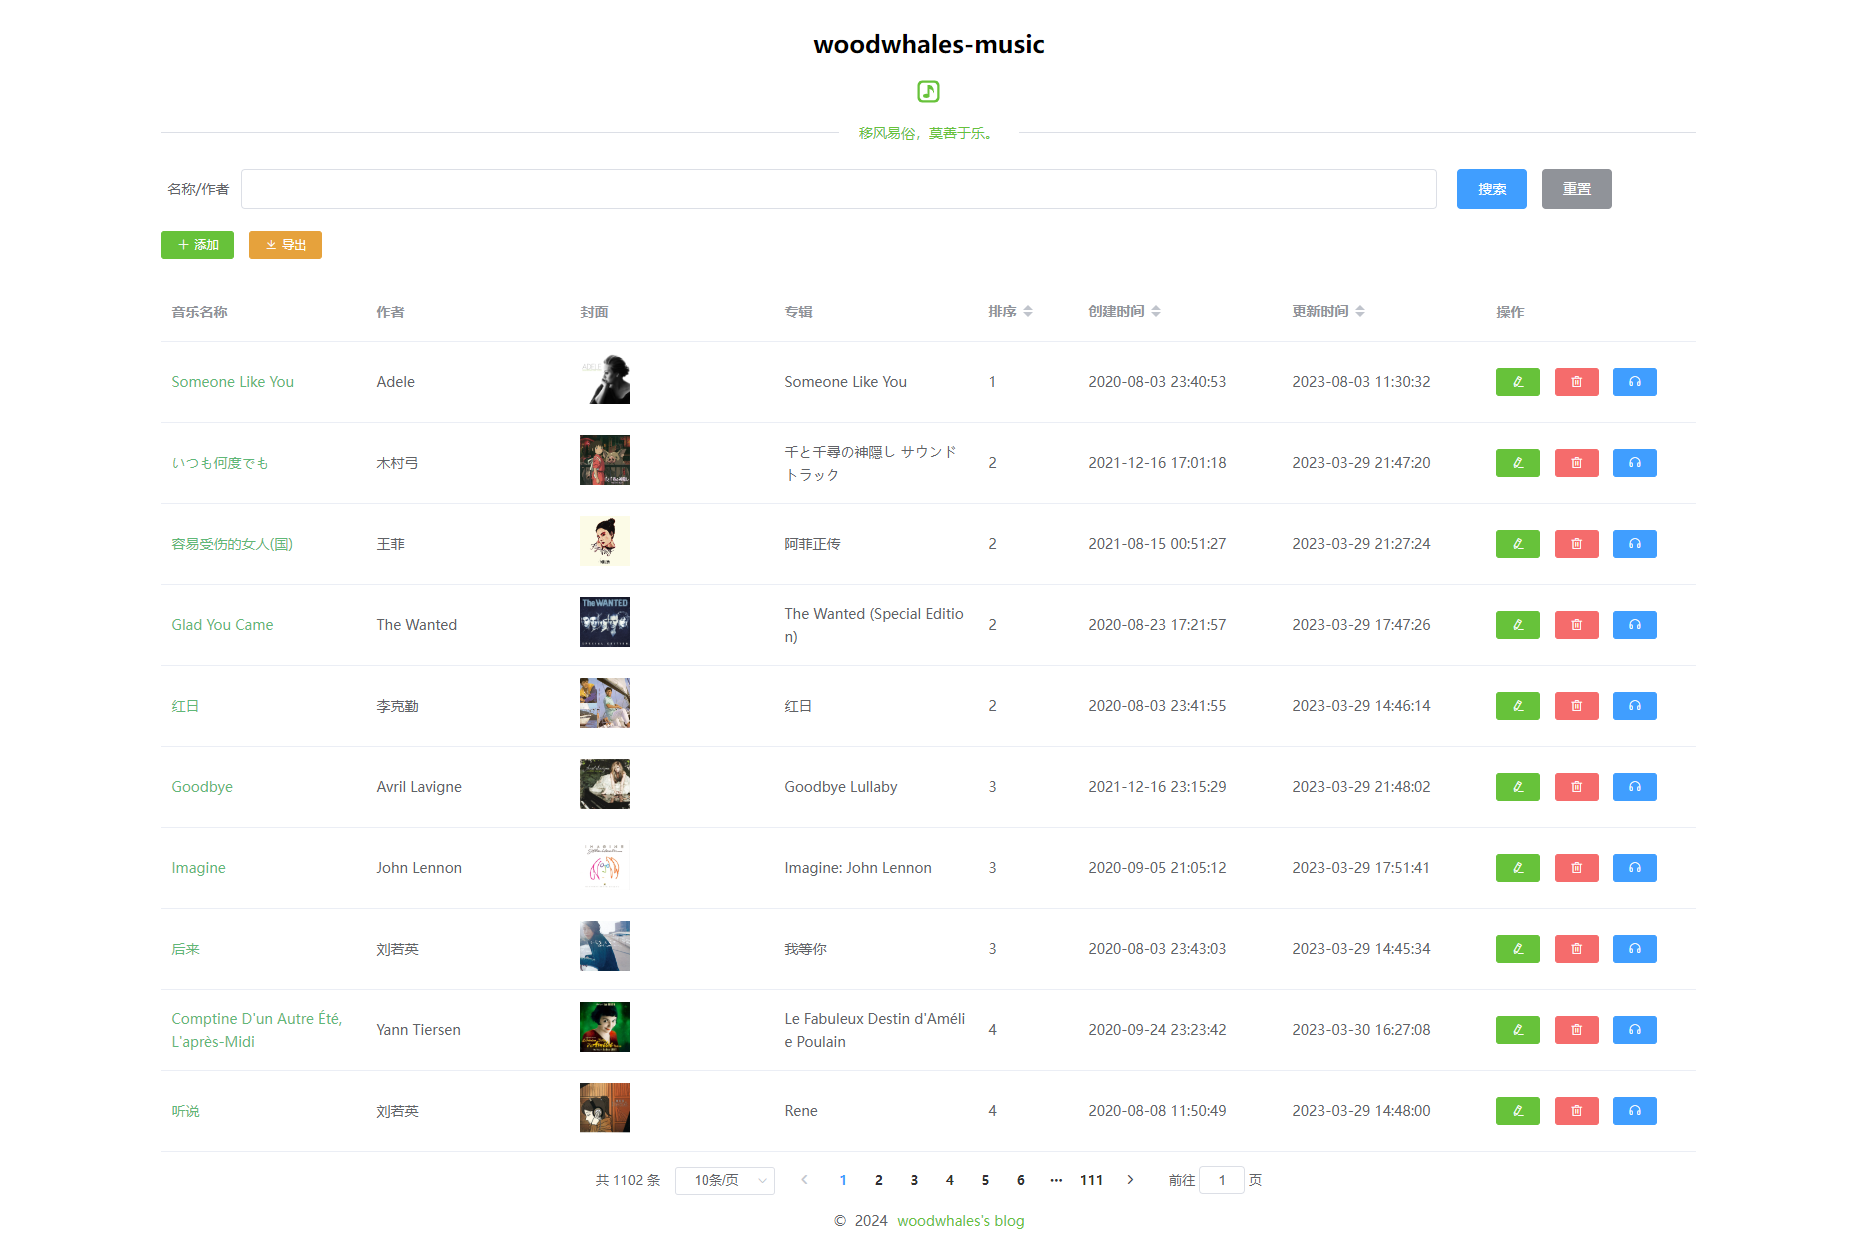 woodwhales-music
移风易俗，莫善于乐。
名称/作者 搜索 重置
添加 导出
音乐名称 作者 封面 专辑 排序 创建时间 更新时间 操作
Someone Like You Adele ADELE Someone Like You 1 2020-08-03 23:40:53 2023-08-03 11:30:32
いつも何度でも 木村弓 千と千尋の神隠し サウンド 2 2021-12-16 17:01:18 2023-03-29 21:47:20
トラック
容易受伤的女人(国) 王菲 阿菲正传 2 2021-08-15 00:51:27 2023-03-29 21:27:24
Glad You Came The Wanted The WANTED The Wanted (Special Editio 2 2020-08-23 17:21:57 2023-03-29 17:47:26
SPECIAL EDITION n)
红日 李克勤 红日 2 2020-08-03 23:41:55 2023-03-29 14:46:14
Goodbye Avril Lavigne Goodbye Lullaby 3 2021-12-16 23:15:29 2023-03-29 21:48:02
Imagine John Lennon IMAGINE Imagine: John Lennon 3 2020-09-05 21:05:12 2023-03-29 17:51:41
后来 刘若英 我等你 3 2020-08-03 23:43:03 2023-03-29 14:45:34
Comptine D'un Autre Été, Yann Tiersen Le Fabuleux Destin d'Améli 4 2020-09-24 23:23:42 2023-03-30 16:27:08
L'après-Midi e Poulain
听说 刘若英 Rene 4 2020-08-08 11:50:49 2023-03-29 14:48:00
共 1102 条 10条/页 1 2 3 4 5 6 ··· 111 前往 1 页
© 2024 woodwhales's blog